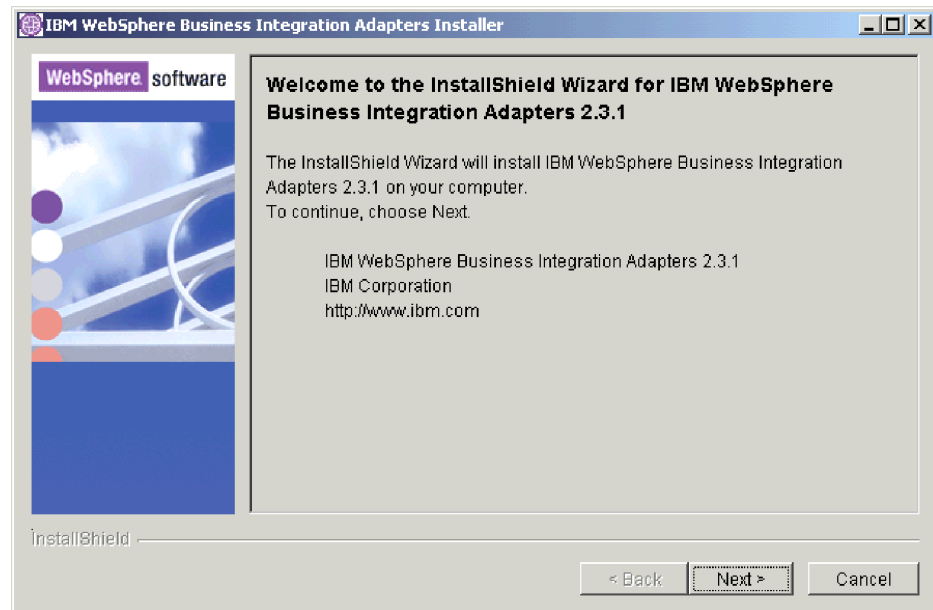 IBM WebSphere Business Integration Adapters Installer
WebSphere software
Welcome to the InstallShield Wizard for IBM WebSphere
Business Integration Adapters 2.3.1
The InstallShield Wizard will install IBM WebSphere Business Integration
Adapters 2.3.1 on your computer.
To continue, choose Next.
IBM WebSphere Business Integration Adapters 2.3.1
IBM Corporation
http://www.ibm.com
InstallShield
< Back
Next >
Cancel